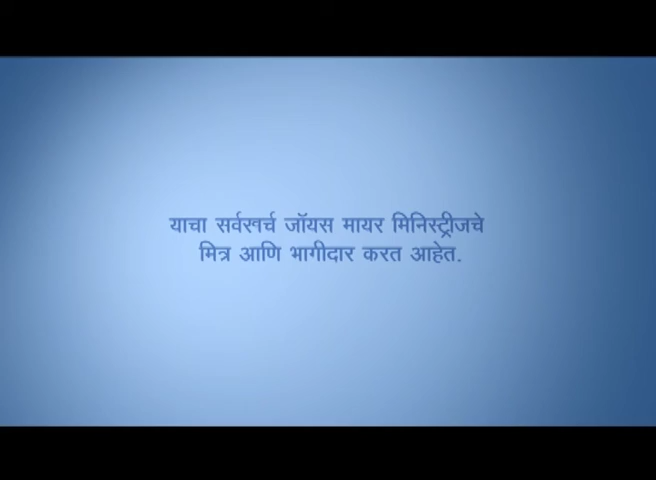 याचा सर्वखर्च जॉयस मायर मिनिस्ट्रीजचे
मित्र आणि भागीदार करत आहेत.